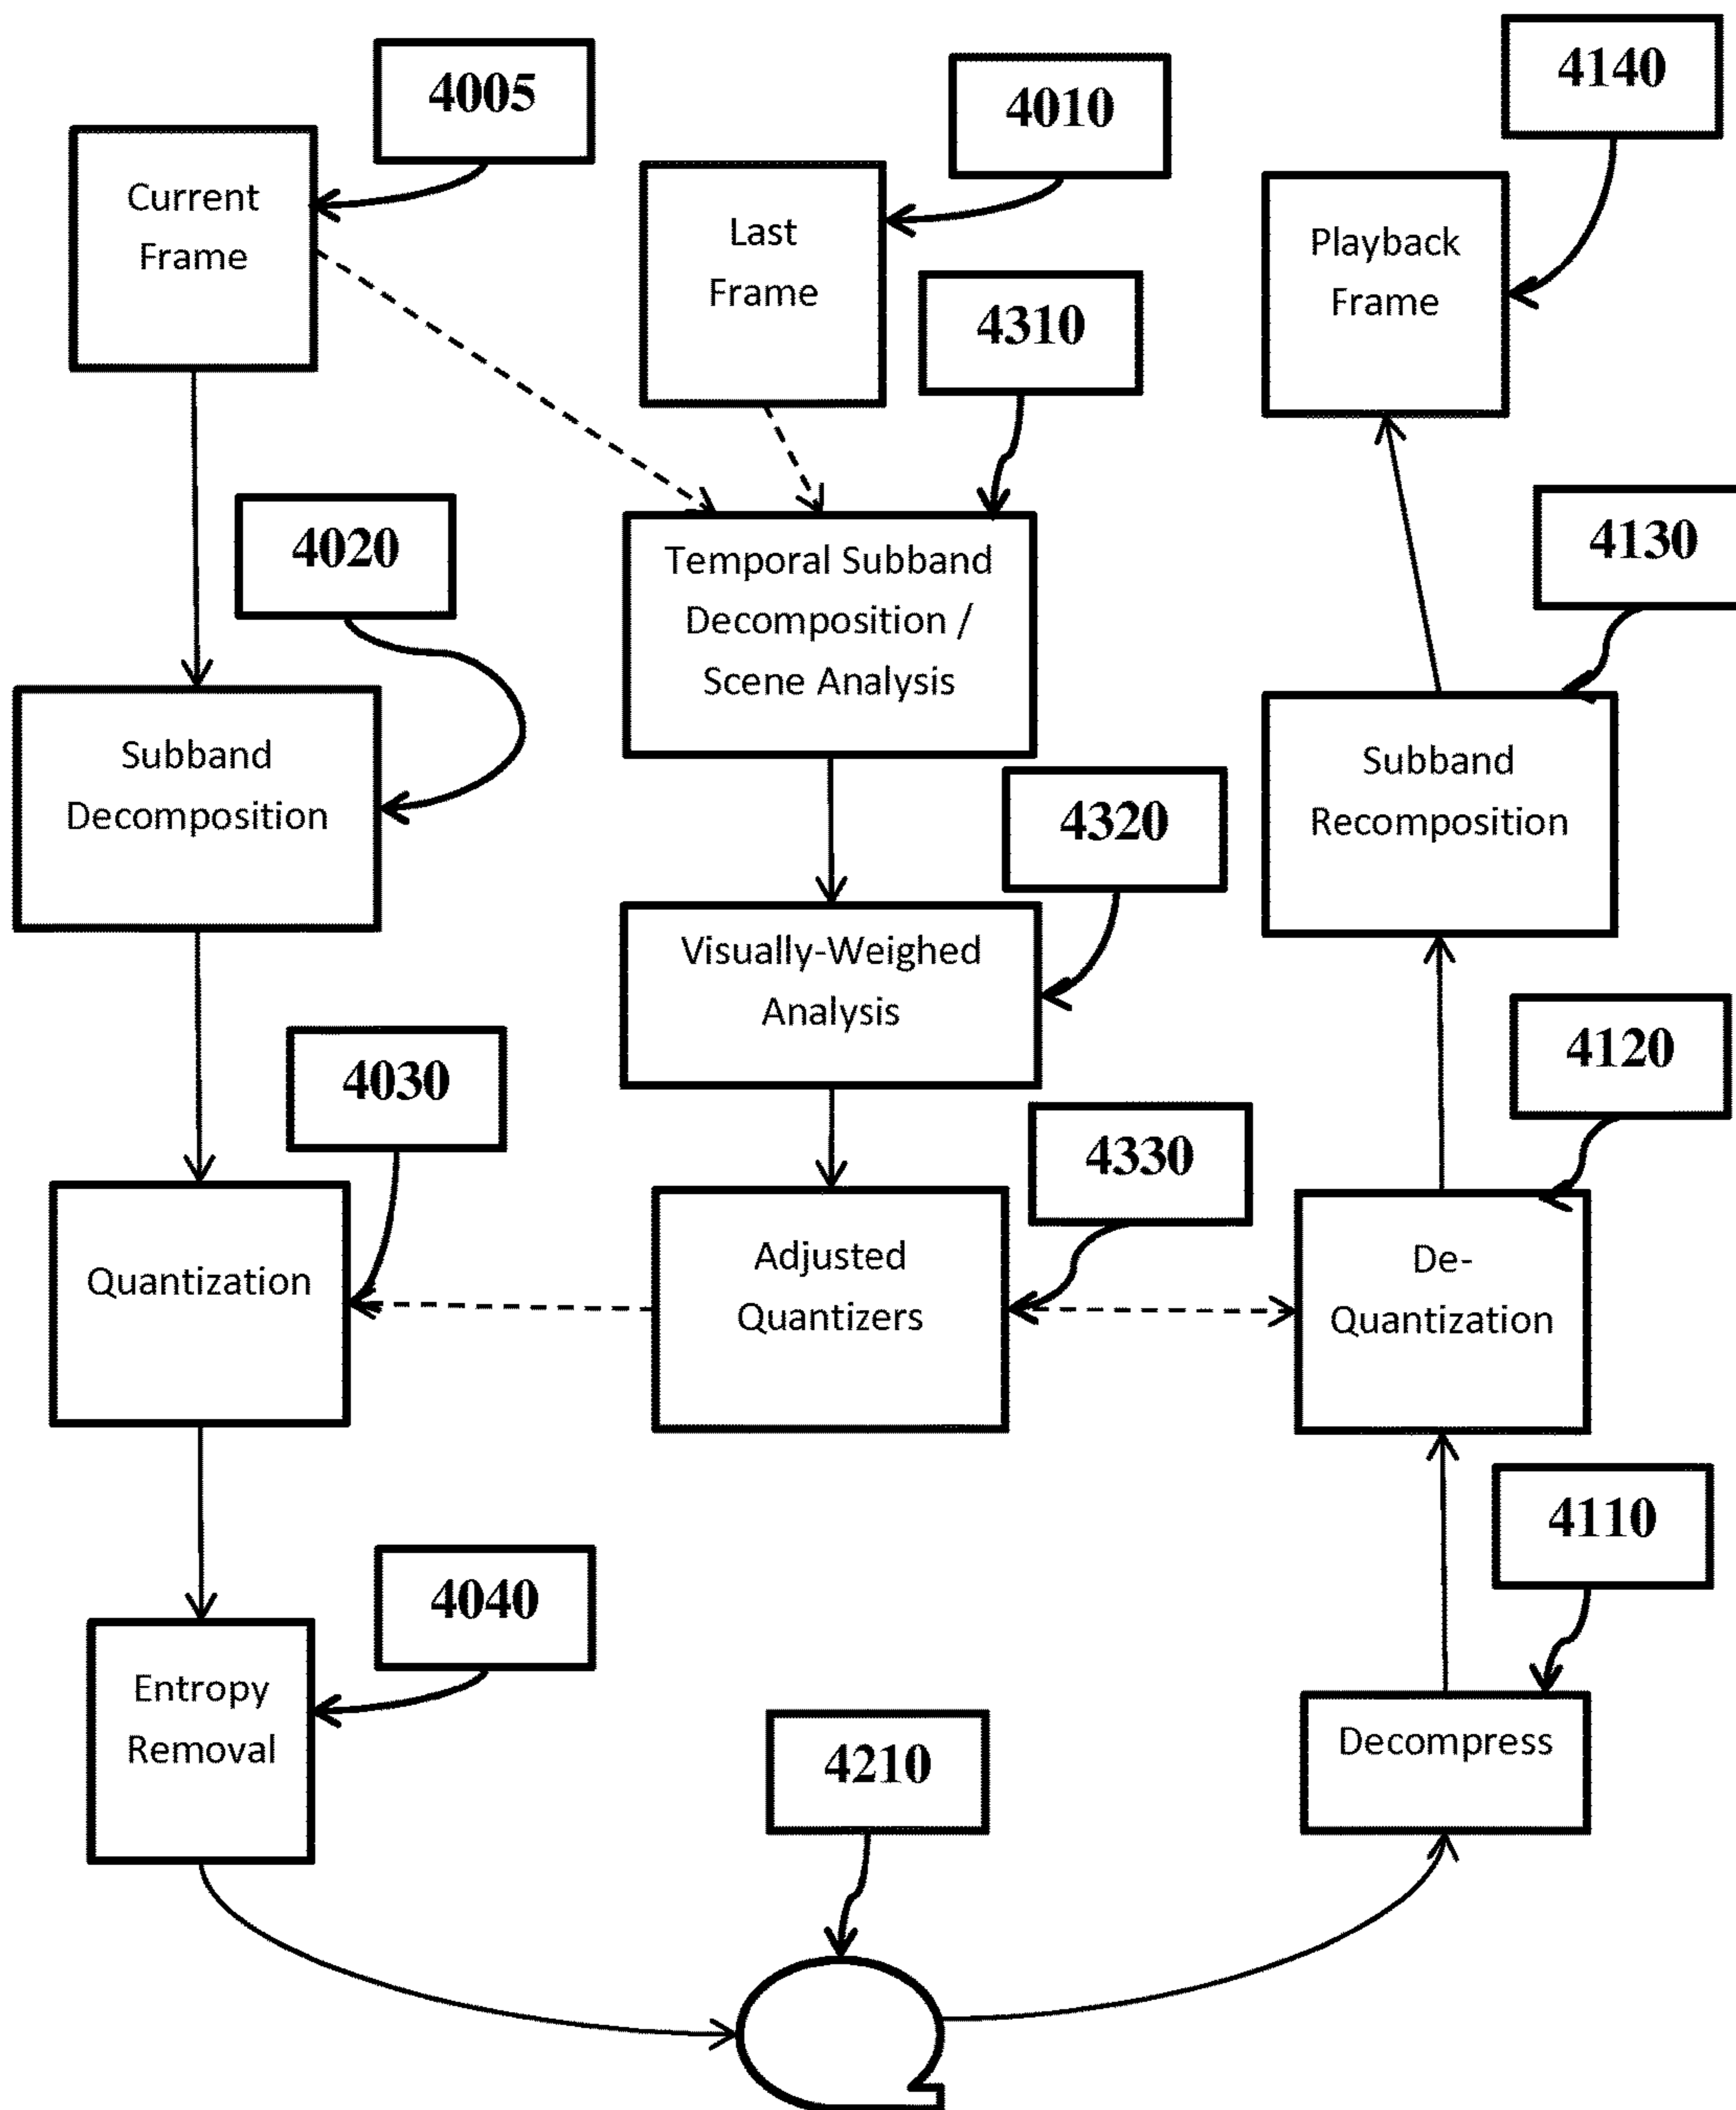 4005
Current
Frame
4010
Last
Frame
4140
Playback
Frame
4310
4020
Temporal Subband
Decomposition /
Scene Analysis
4130
Subband
Decomposition
4320
Subband
Recomposition
Visually-Weighed
Analysis
4030
4120
4330
Quantization
Adjusted
Quantizers
De-
Quantization
4110
4040
Entropy
Removal
4210
Decompress